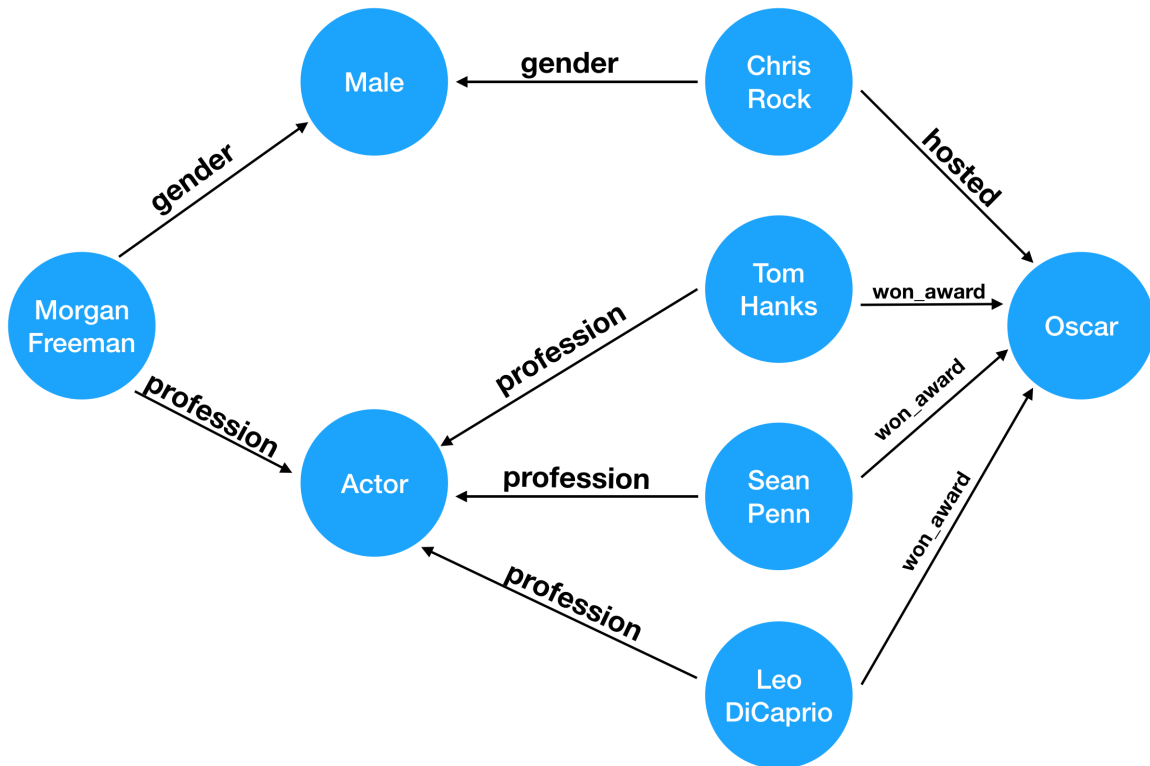 Male
gender
Chris
Rock
gender
hosted
Morgan
Freeman
Tom
Hanks
won_award
Oscar
profession
profession
won_award
Actor
profession
Sean
Penn
won_award
profession
Leo
DiCaprio